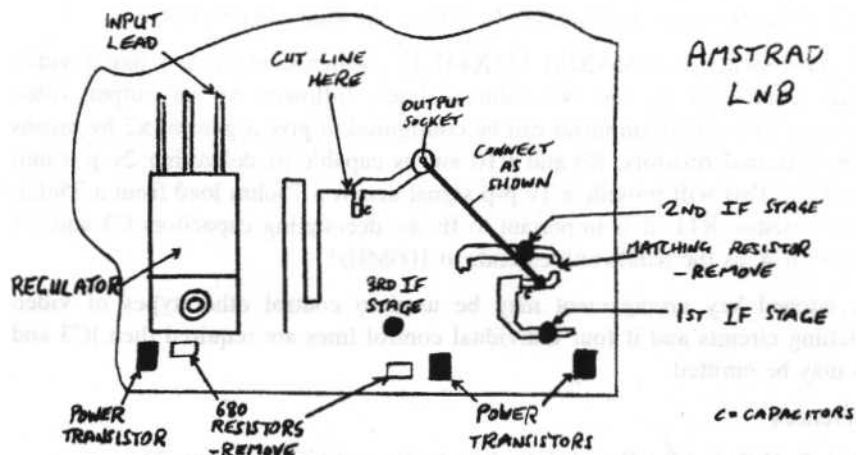 INPUT
LEAD
CUT LINE
HERE
OUTPUT
SOCKET
AMSTRAD
LNB
CONNECT
AS
SHOWN
2ND IF STAGE
MATCHING RESISTOR
-REMOVE
REGULATOR
3RD IF
STAGE
1ST IF STAGE
POWER
TRANSISTOR
680
RESISTORS
-REMOVE
POWER
TRANSISTORS
C = CAPACITORS